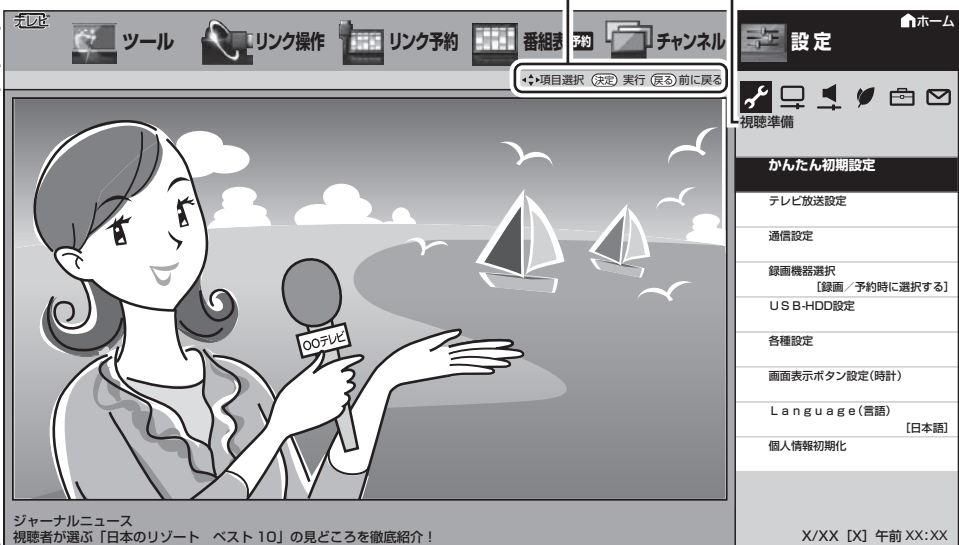 テレビ
ツール
リンク操作
リンク予約
番組表予約
チャンネル
設定
ホーム
項目選択 決定 実行 戻る 前に戻る
視聴準備
かんたん初期設定
テレビ放送設定
通信設定
録画機器選択
[録画/予約時に選択する]
USB-HDD設定
各種設定
画面表示ボタン設定(時計)
Language(言語)
[日本語]
個人情報初期化
○○テレビ
ジャーナルニュース
視聴者が選ぶ「日本のリゾート ベスト10」の見どころを徹底紹介!
X/XX [X] 午前 XX:XX